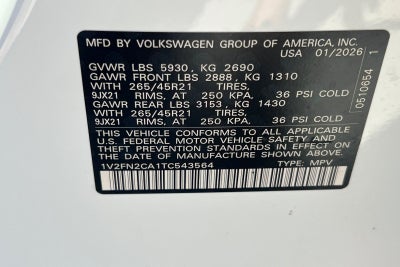 MFD BY VOLKSWAGEN GROUP OF AMERICA, INC.
USA 01/2026
GVWR LBS 5930, KG 2690
GAWR FRONT LBS 2888, KG 1310
WITH 265/45R21 TIRES,
9JX21 RIMS, AT 250 KPA, 36 PSI COLD
GAWR REAR LBS 3153, KG 1430
WITH 265/45R21 TIRES,
9JX21 RIMS, AT 250 KPA, 36 PSI COLD
THIS VEHICLE CONFORMS TO ALL APPLICABLE
U.S. FEDERAL MOTOR VEHICLE SAFETY AND
THEFT PREVENTION STANDARDS IN EFFECT ON
THE DATE OF MANUFACTURE SHOWN ABOVE.
1V2FN2CA1TC543564 TYPE: MPV
0510654 1